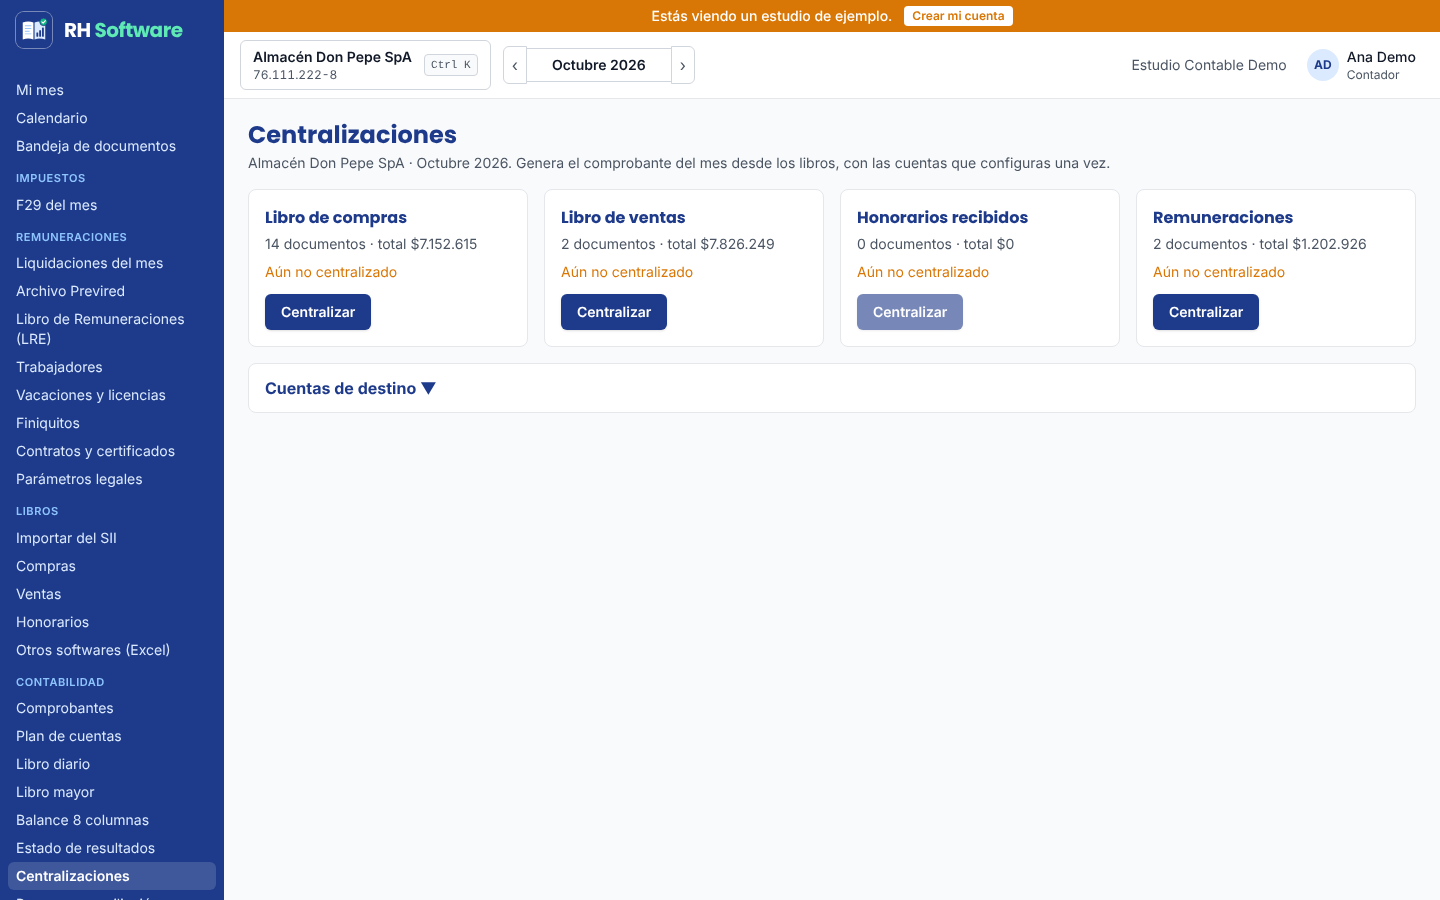 RH Software
Estás viendo un estudio de ejemplo.
Crear mi cuenta
Almacén Don Pepe SpA
76.111.222-8
Ctrl K
‹
Octubre 2026
›
Estudio Contable Demo
AD
Ana Demo
Contador
Mi mes
Calendario
Bandeja de documentos
IMPUESTOS
F29 del mes
REMUNERACIONES
Liquidaciones del mes
Archivo Previred
Libro de Remuneraciones
(LRE)
Trabajadores
Vacaciones y licencias
Finiquitos
Contratos y certificados
Parámetros legales
LIBROS
Importar del SII
Compras
Ventas
Honorarios
Otros softwares (Excel)
CONTABILIDAD
Comprobantes
Plan de cuentas
Libro diario
Libro mayor
Balance 8 columnas
Estado de resultados
Centralizaciones
Centralizaciones
Almacén Don Pepe SpA · Octubre 2026. Genera el comprobante del mes desde los libros, con las cuentas que configuras una vez.
Libro de compras
14 documentos · total $7.152.615
Aún no centralizado
Centralizar
Libro de ventas
2 documentos · total $7.826.249
Aún no centralizado
Centralizar
Honorarios recibidos
0 documentos · total $0
Aún no centralizado
Centralizar
Remuneraciones
2 documentos · total $1.202.926
Aún no centralizado
Centralizar
Cuentas de destino ▼